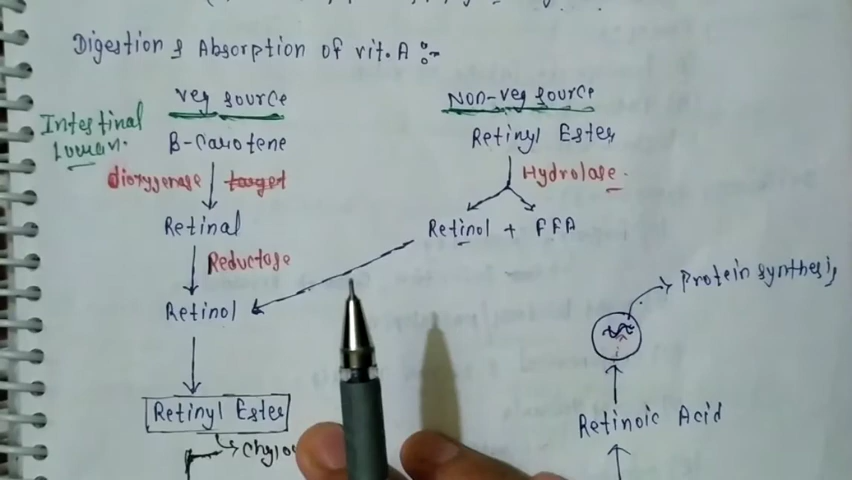 Digestion & Absorption of vit. A :-
Veg source
Non-veg source
Intestinal
Lumen.
β-Carotene
Retinyl Ester
dioxygenase
Hydrolase.
Retinal
Retinol + FFA
Reductase
Protein synthesis
Retinol
Retinyl Ester
Retinoic Acid
Chylo